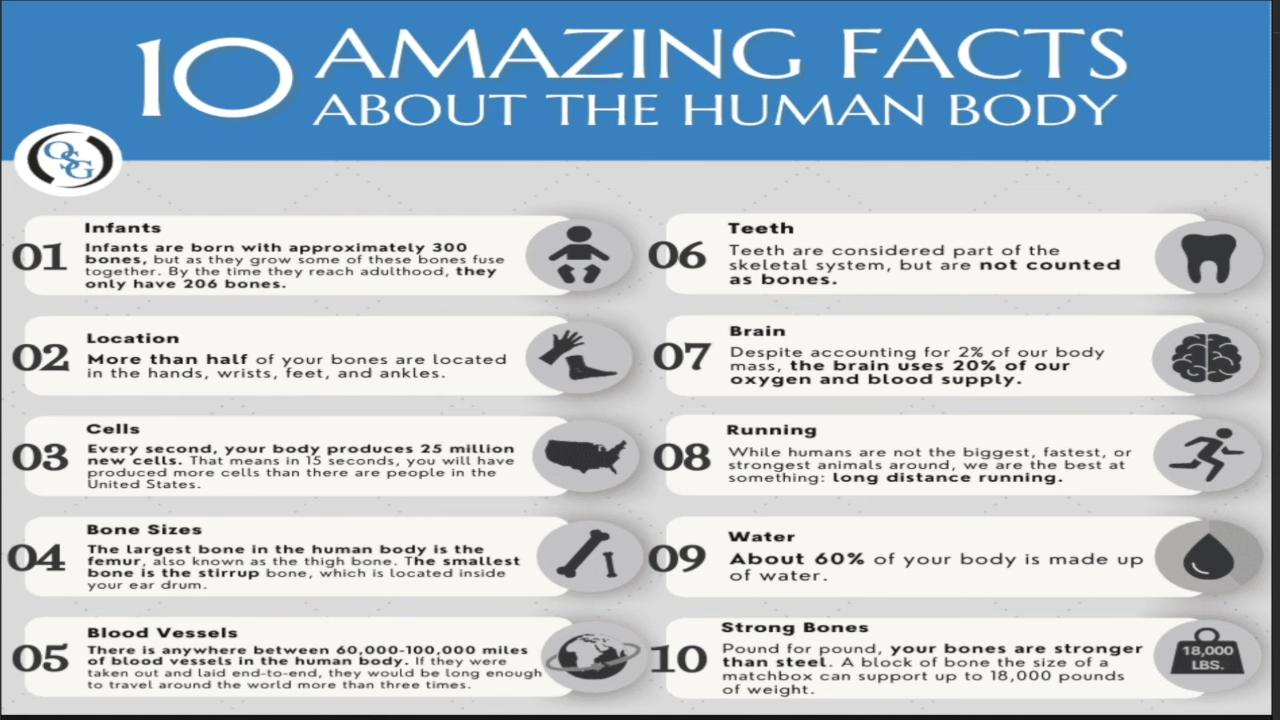 10 AMAZING FACTS
ABOUT THE HUMAN BODY
OSG
01
Infants
Infants are born with approximately 300
bones, but as they grow some of these bones fuse
together. By the time they reach adulthood, they
only have 206 bones.
02
Location
More than half of your bones are located
in the hands, wrists, feet, and ankles.
03
Cells
Every second, your body produces 25 million
new cells. That means in 15 seconds, you will have
produced more cells than there are people in the
United States.
04
Bone Sizes
The largest bone in the human body is the
femur, also known as the thigh bone. The smallest
bone is the stirrup bone, which is located inside
your ear drum.
05
Blood Vessels
There is anywhere between 60,000-100,000 miles
of blood vessels in the human body. If they were
taken out and laid end-to-end, they would be long enough
to travel around the world more than three times.
06
Teeth
Teeth are considered part of the
skeletal system, but are not counted
as bones.
07
Brain
Despite accounting for 2% of our body
mass, the brain uses 20% of our
oxygen and blood supply.
08
Running
While humans are not the biggest, fastest, or
strongest animals around, we are the best at
something: long distance running.
09
Water
About 60% of your body is made up
of water.
10
Strong Bones
Pound for pound, your bones are stronger
than steel. A block of bone the size of a
matchbox can support up to 18,000 pounds
of weight.
18,000
LBS.